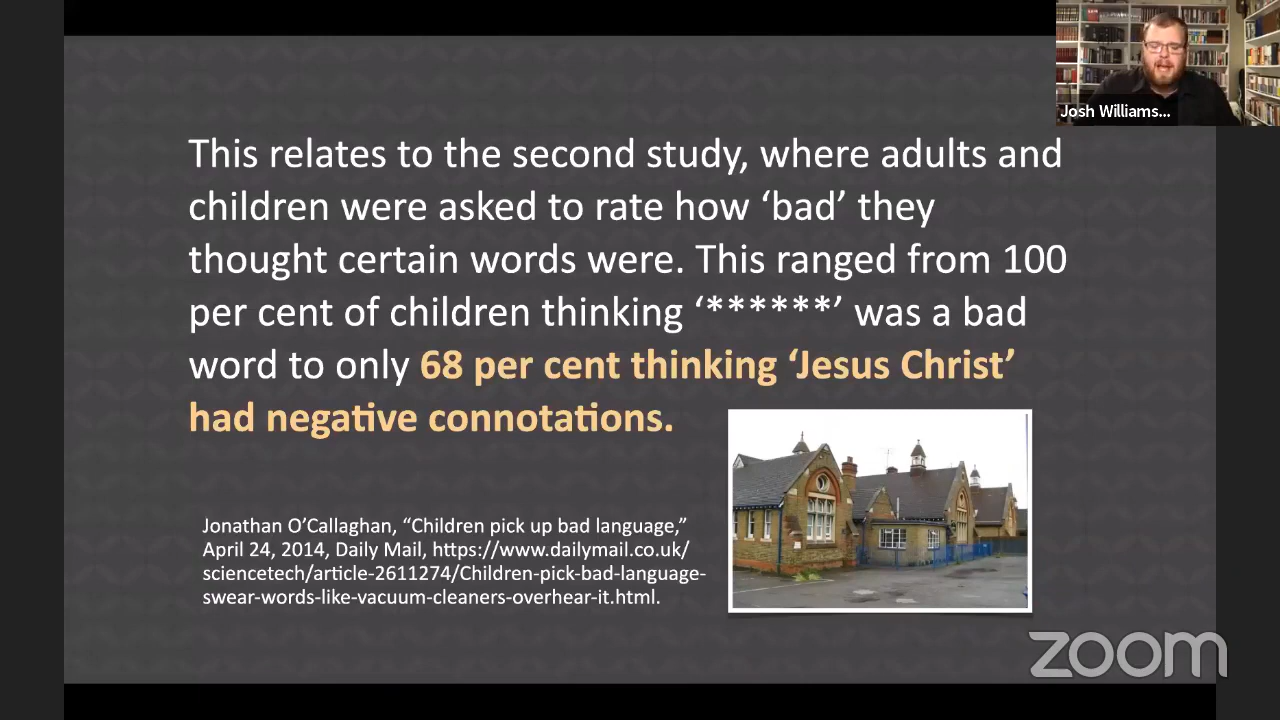 Josh Williams...
This relates to the second study, where adults and
children were asked to rate how ‘bad’ they
thought certain words were. This ranged from 100
per cent of children thinking ‘******’ was a bad
word to only 68 per cent thinking ‘Jesus Christ’
had negative connotations.
Jonathan O’Callaghan, “Children pick up bad language,”
April 24, 2014, Daily Mail, https://www.dailymail.co.uk/
sciencetech/article-2611274/Children-pick-bad-language-
swear-words-like-vacuum-cleaners-overhear-it.html.
zoom